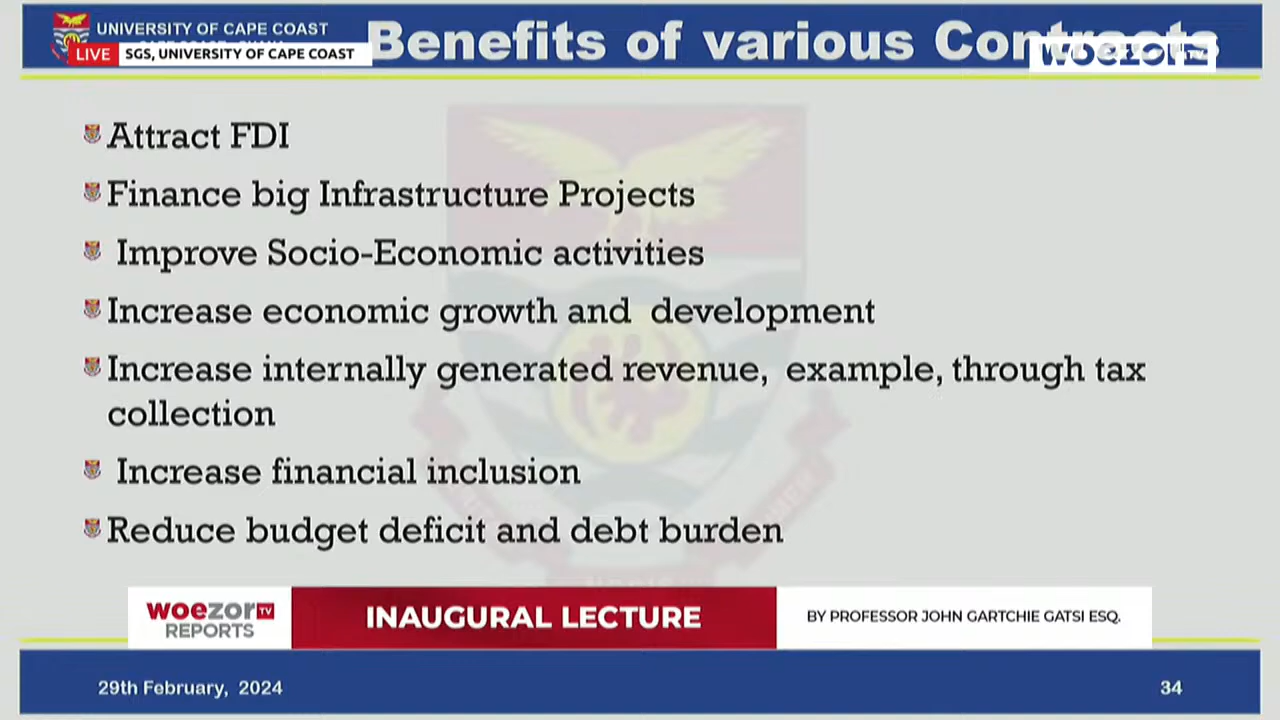 UNIVERSITY OF CAPE COAST
LIVE SGS, UNIVERSITY OF CAPE COAST
Benefits of various Contracts
woezor TV
Attract FDI
Finance big Infrastructure Projects
Improve Socio-Economic activities
Increase economic growth and development
Increase internally generated revenue, example, through tax
collection
Increase financial inclusion
Reduce budget deficit and debt burden
woezor TV
REPORTS
INAUGURAL LECTURE
BY PROFESSOR JOHN GARTCHIE GATSI ESQ.
29th February, 2024
34